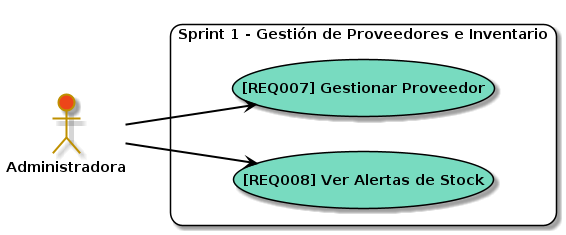 Sprint 1 - Gestión de Proveedores e Inventario
[REQ007] Gestionar Proveedor
Administradora
[REQ008] Ver Alertas de Stock